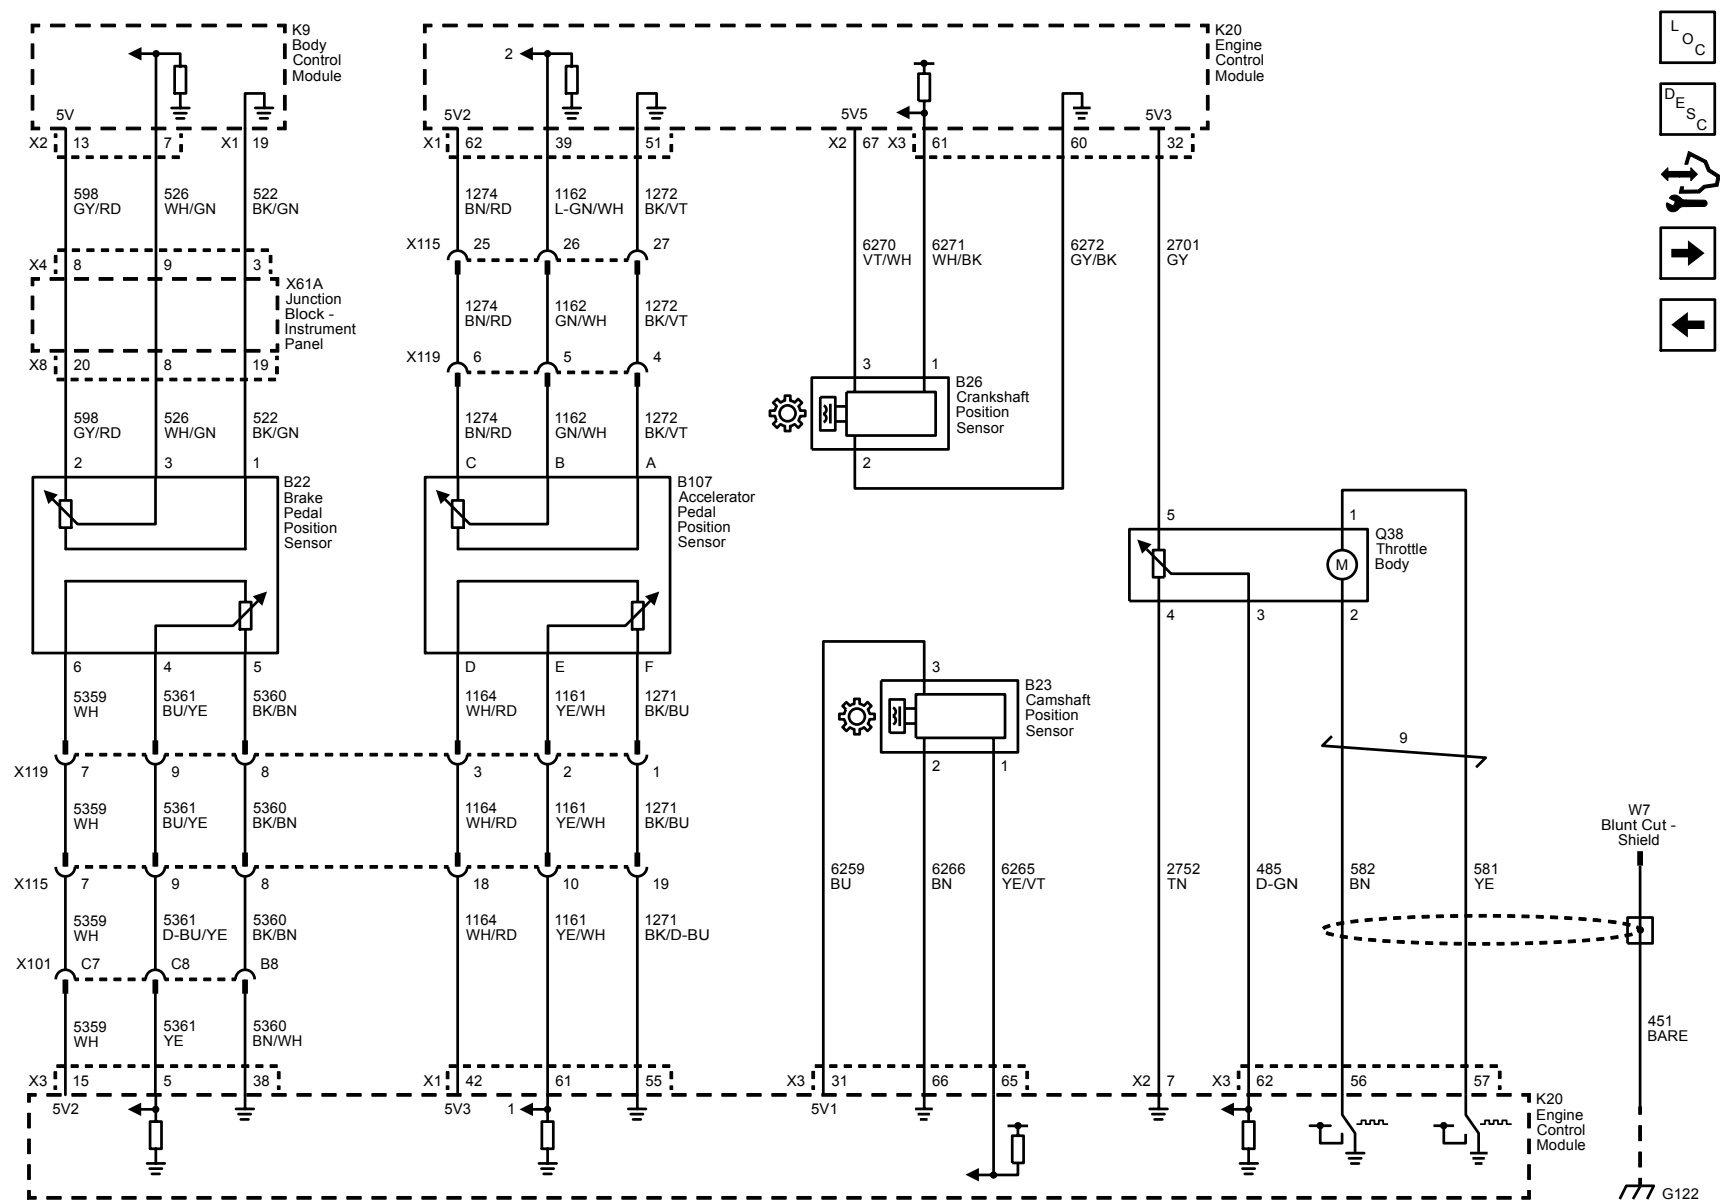 K9
Body
Control
Module
5V
X2 13 7 X1 19
598
GY/RD
526
WH/GN
522
BK/GN
X4 8 9 3
X61A
Junction
Block -
Instrument
Panel
X8 20 8 19
598
GY/RD
526
WH/GN
522
BK/GN
2 3 1
B22
Brake
Pedal
Position
Sensor
6 4 5
5359
WH
5361
BU/YE
5360
BK/BN
X119 7 9 8
5359
WH
5361
BU/YE
5360
BK/BN
X115 7 9 8
5359
WH
5361
D-BU/YE
5360
BK/BN
X101 C7 C8 B8
5359
WH
5361
YE
5360
BN/WH
X3 15 5 38
5V2
K20
Engine
Control
Module
2
5V2
X1 62 39 51
1274
BN/RD
1162
L-GN/WH
1272
BK/VT
X115 25 26 27
1274
BN/RD
1162
GN/WH
1272
BK/VT
X119 6 5 4
1274
BN/RD
1162
GN/WH
1272
BK/VT
C B A
B107
Accelerator
Pedal
Position
Sensor
D E F
1164
WH/RD
1161
YE/WH
1271
BK/BU
3 2 1
1164
WH/RD
1161
YE/WH
1271
BK/BU
18 10 19
1164
WH/RD
1161
YE/WH
1271
BK/D-BU
X1 42 61 55
5V3 1
5V5 5V3
X2 67 X3 61 60 32
6270
VT/WH
6271
WH/BK
6272
GY/BK
2701
GY
3 1
B26
Crankshaft
Position
Sensor
2
3
B23
Camshaft
Position
Sensor
2 1
6259
BU
6266
BN
6265
YE/VT
X3 31 66 65
5V1
5 1
Q38
Throttle
Body
M
4 3 2
9
2752
TN
485
D-GN
582
BN
581
YE
X2 7 X3 62 56 57
K20
Engine
Control
Module
W7
Blunt Cut -
Shield
451
BARE
G122
LOC
DESC